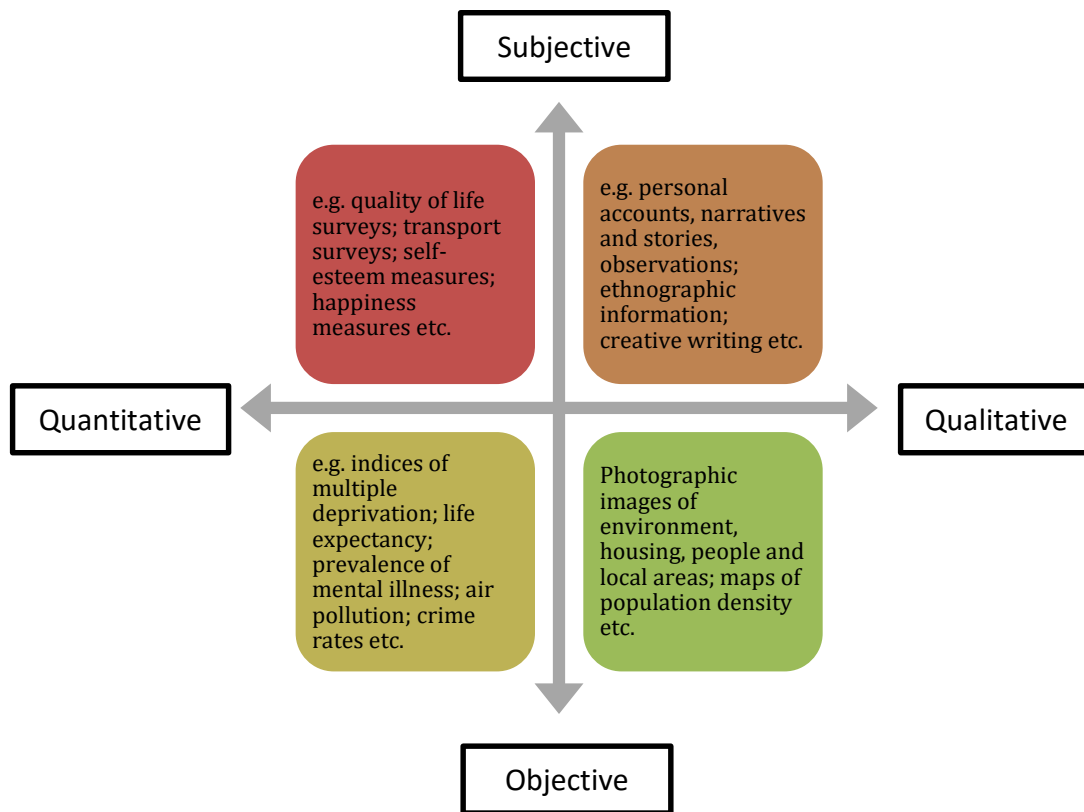 Subjective
e.g. quality of life
surveys; transport
surveys; self-
esteem measures;
happiness
measures etc.
e.g. personal
accounts, narratives
and stories,
observations;
ethnographic
information;
creative writing etc.
Quantitative
Qualitative
e.g. indices of
multiple
deprivation; life
expectancy;
prevalence of
mental illness; air
pollution; crime
rates etc.
Photographic
images of
environment,
housing, people and
local areas; maps of
population density
etc.
Objective